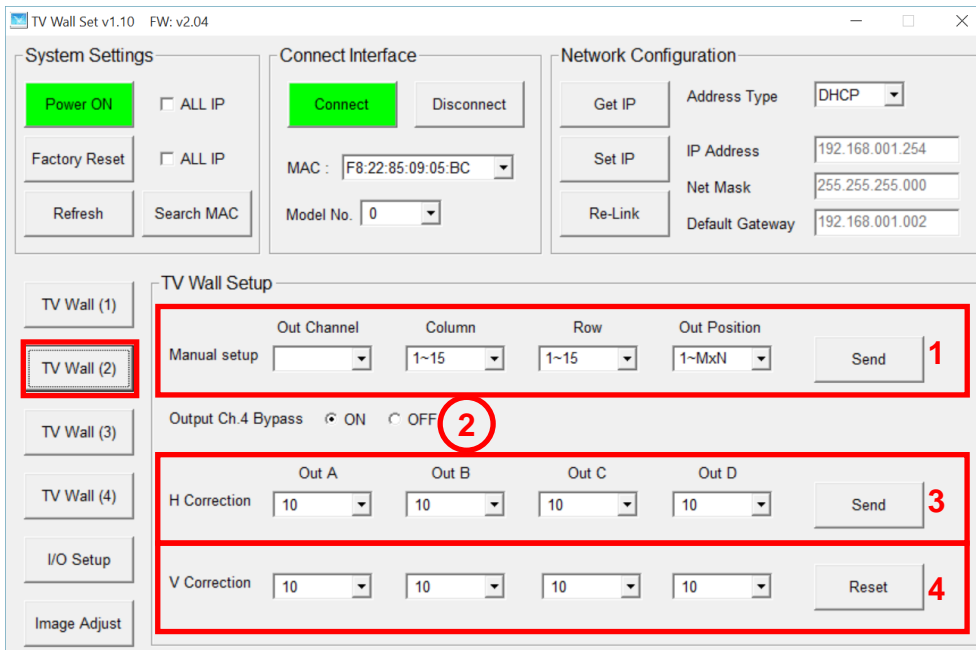 TV Wall Set v1.10 FW: v2.04
System Settings
Power ON
ALL IP
Factory Reset
ALL IP
Refresh
Search MAC
Connect Interface
Connect
Disconnect
MAC : F8:22:85:09:05:BC
Model No. 0
Network Configuration
Get IP
Address Type DHCP
Set IP
IP Address 192.168.001.254
Net Mask 255.255.255.000
Re-Link
Default Gateway 192.168.001.002
TV Wall (1)
TV Wall (2)
TV Wall (3)
TV Wall (4)
I/O Setup
Image Adjust
TV Wall Setup
Out Channel Column Row Out Position
Manual setup 1~15 1~15 1~MxN Send 1
Output Ch.4 Bypass ON OFF 2
Out A Out B Out C Out D
H Correction 10 10 10 10 Send 3
V Correction 10 10 10 10 Reset 4